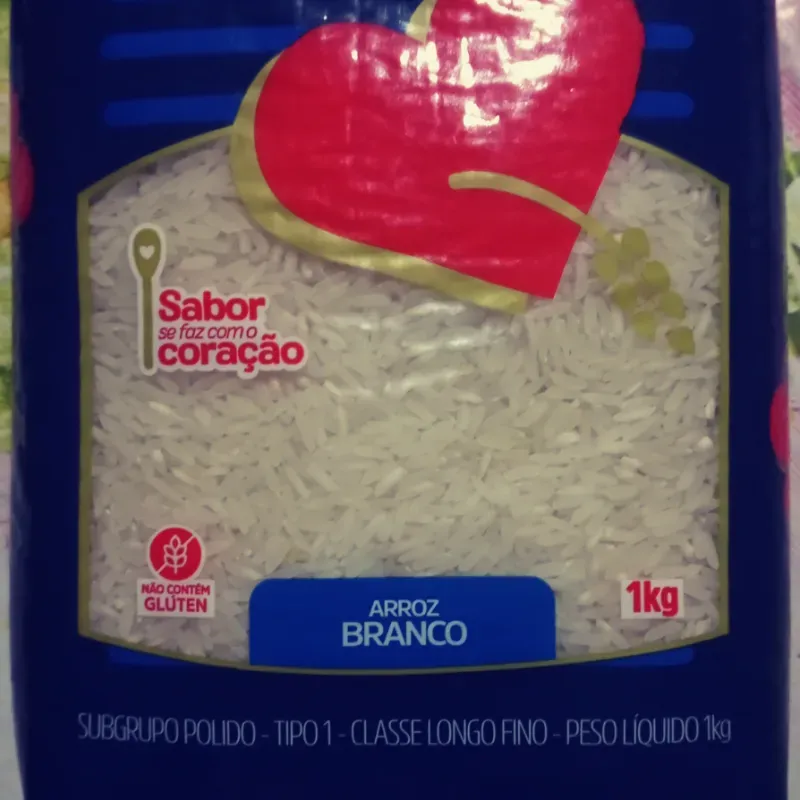 Sabor
se faz com o
coração
NÃO CONTÉM
GLÚTEN
1kg
ARROZ
BRANCO
SUBGRUPO POLIDO - TIPO 1 - CLASSE LONGO FINO - PESO LÍQUIDO 1kg